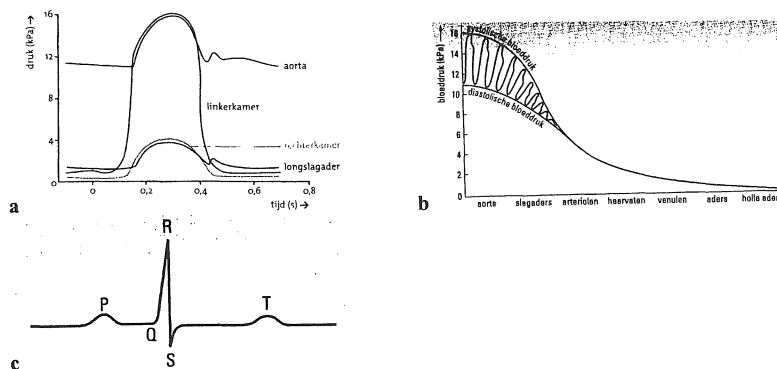 druk (kPa) →
16
12
8
4
0
0
0,2
0,4
0,6
0,8
tijd (s) →
aorta
linkerkamer
rechterkamer
longslagader
a
bloeddruk (kPa) →
16
14
12
10
8
6
4
2
0
systolische bloeddruk
diastolische bloeddruk
aorta
slagaders
arteriolen
haarvaten
venulen
aders
holle ader
b
R
P
Q
S
T
c